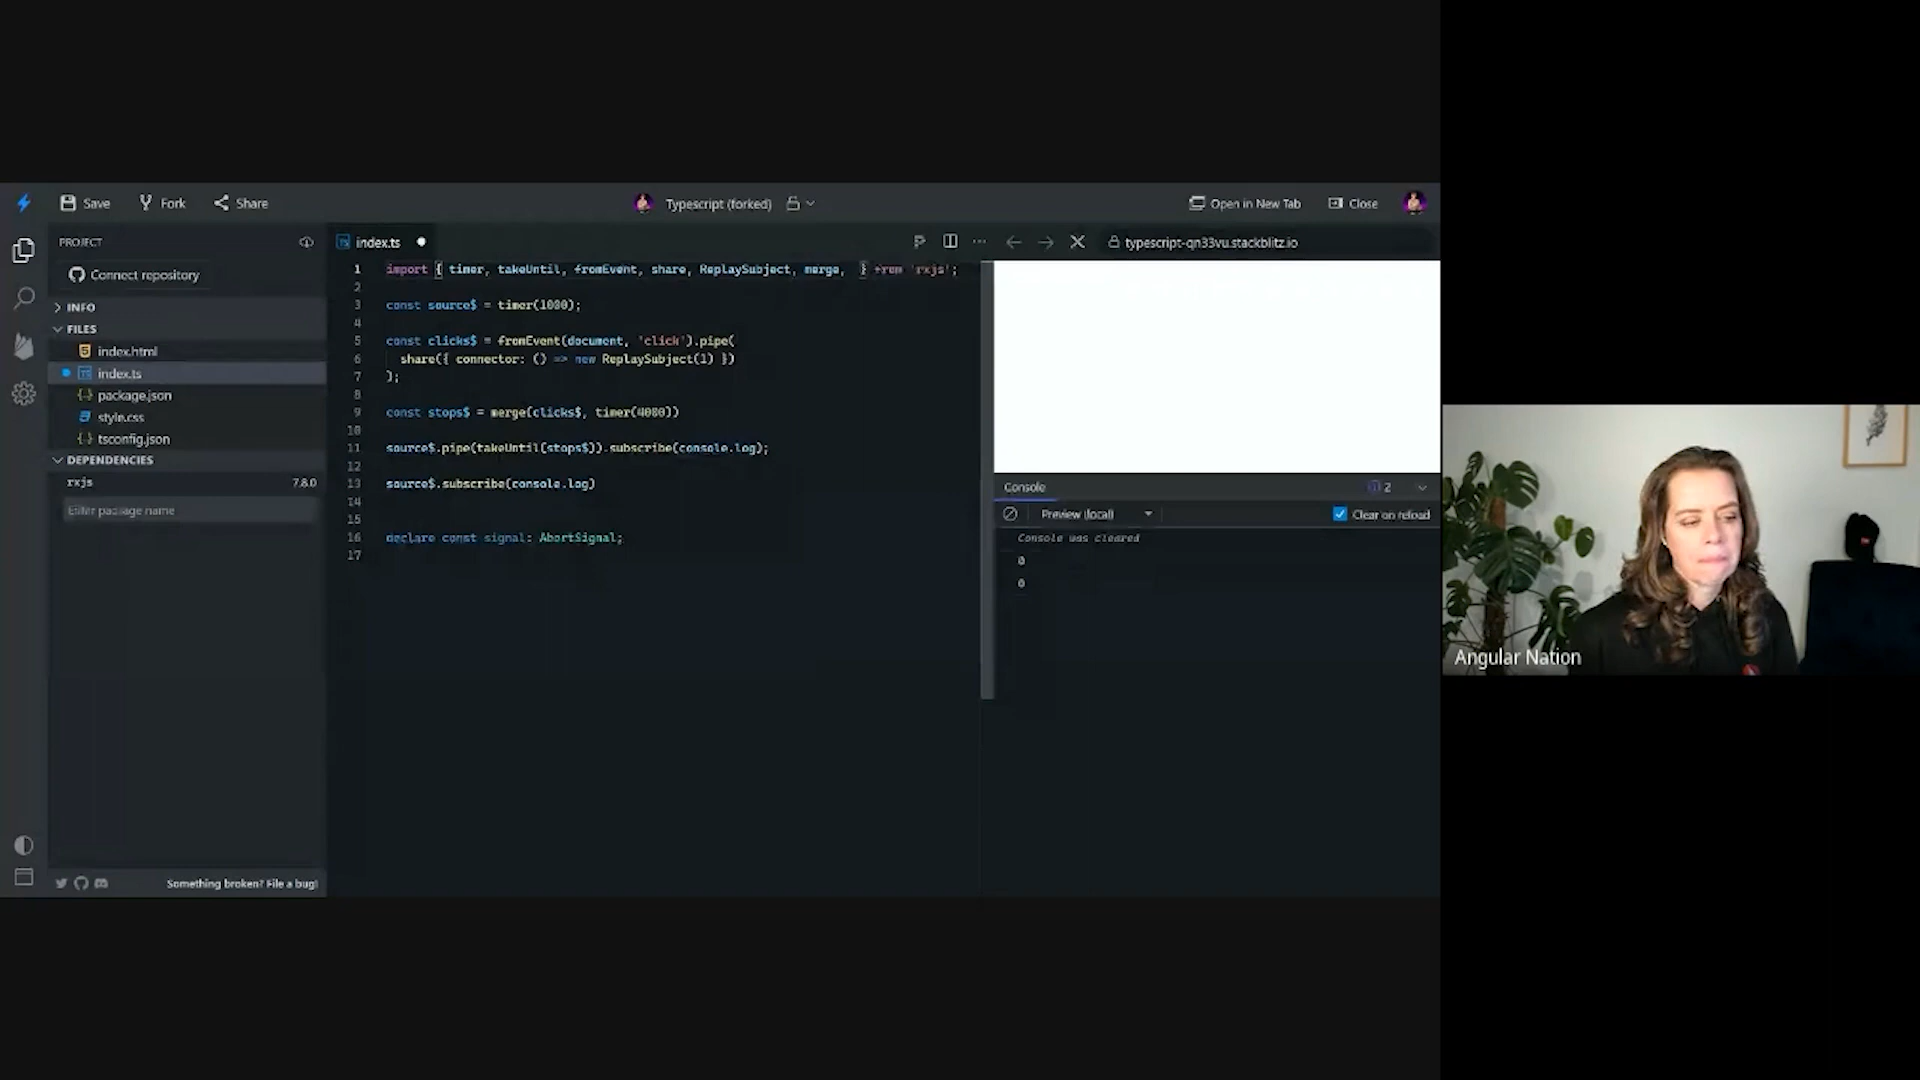 Save Fork Share Typescript (forked) Open in New Tab Close
PROJECT
Connect repository
INFO
FILES
index.html
index.ts
package.json
style.css
tsconfig.json
DEPENDENCIES
rxjs 7.8.0
Enter package name
Something broken? File a bug!
index.ts
1 import { timer, takeUntil, fromEvent, share, ReplaySubject, merge, } from 'rxjs';
2
3 const source$ = timer(1000);
4
5 const clicks$ = fromEvent(document, 'click').pipe(
6 share({ connector: () => new ReplaySubject(1) })
7 );
8
9 const stops$ = merge(clicks$, timer(4000))
10
11 source$.pipe(takeUntil(stops$)).subscribe(console.log);
12
13 source$.subscribe(console.log)
14
15
16 declare const signal: AbortSignal;
17
typescript-qn33vu.stackblitz.io
Console 2
Preview (local) Clear on reload
Console was cleared
0
0
Angular Nation